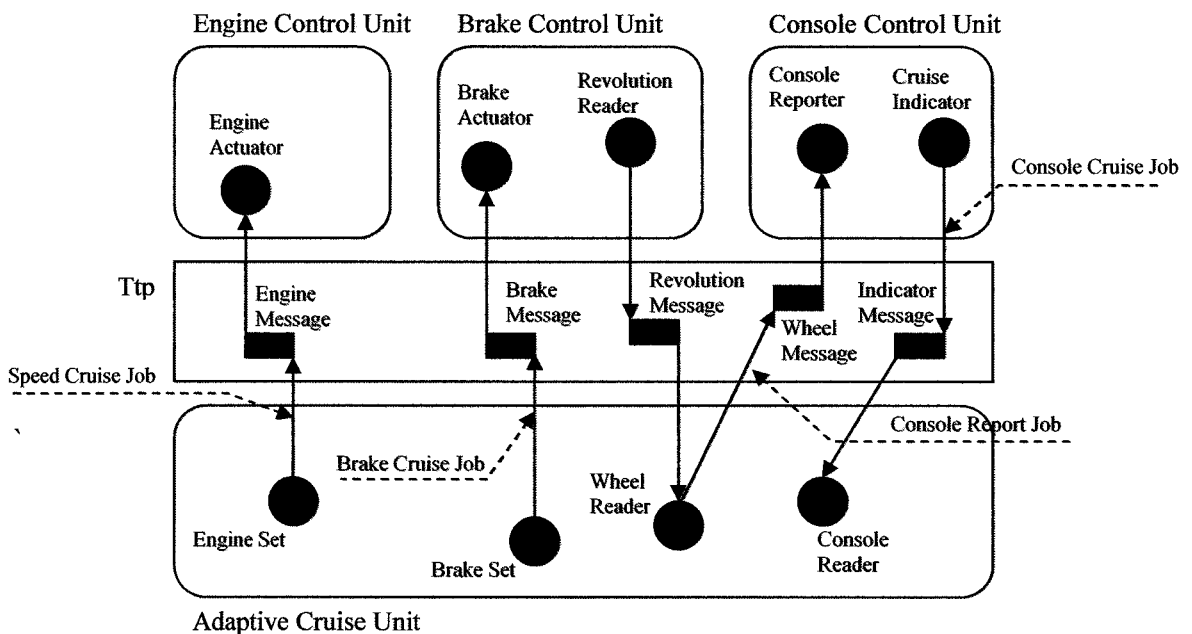 Engine Control Unit
Brake Control Unit
Console Control Unit
Engine
Actuator
Brake
Actuator
Revolution
Reader
Console
Reporter
Cruise
Indicator
Console Cruise Job
Ttp
Engine
Message
Brake
Message
Revolution
Message
Wheel
Message
Indicator
Message
Speed Cruise Job
Brake Cruise Job
Console Report Job
Engine Set
Brake Set
Wheel
Reader
Console
Reader
Adaptive Cruise Unit